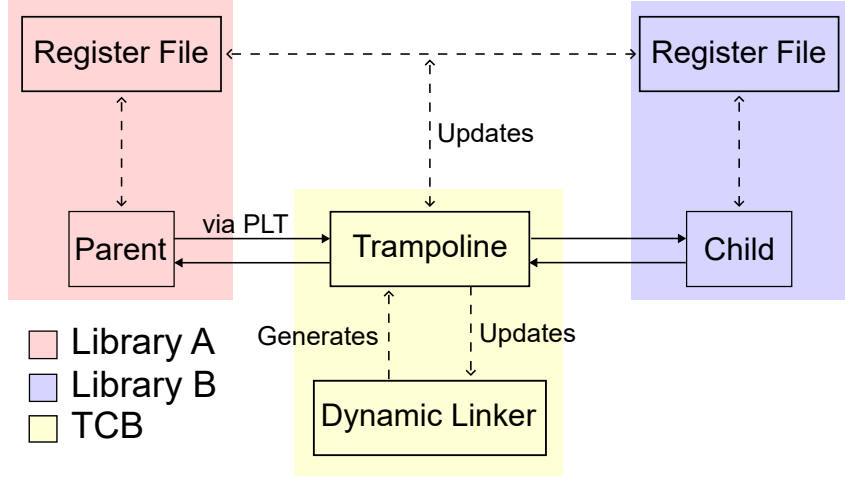 Register File
Register File
Updates
via PLT
Parent
Trampoline
Child
Generates
Updates
Dynamic Linker
Library A
Library B
TCB